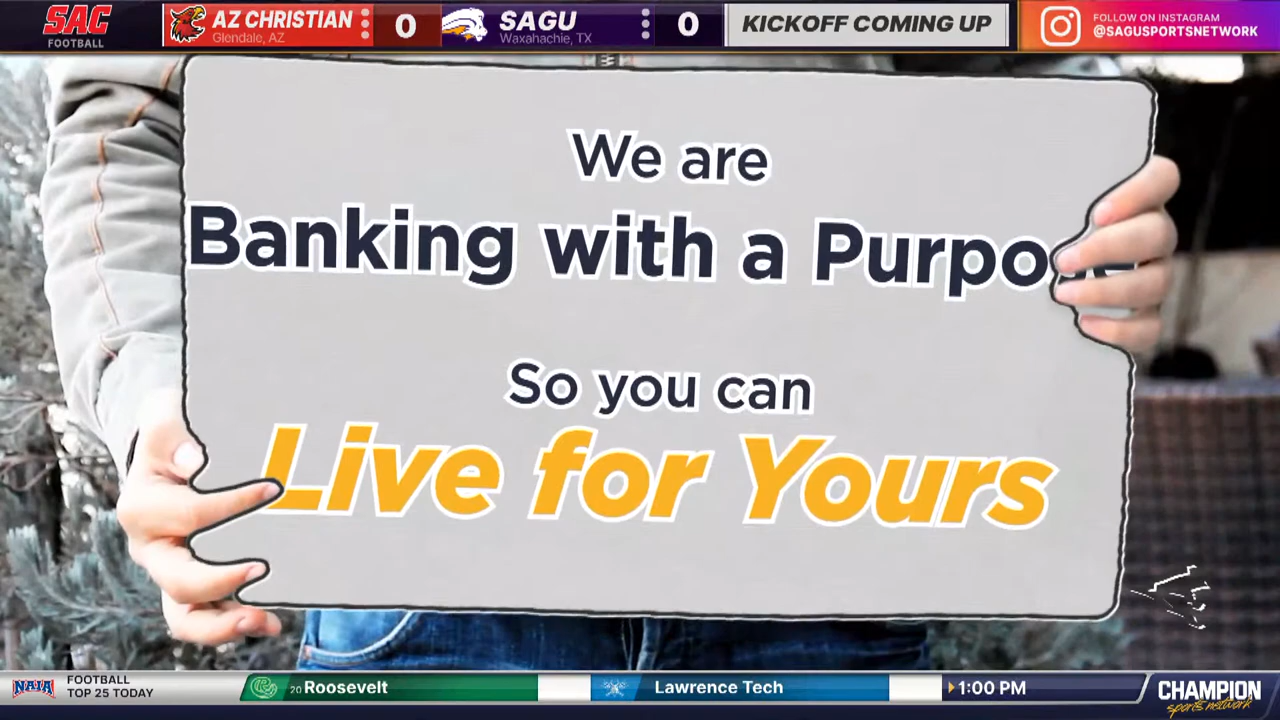 SAC
FOOTBALL
AZ CHRISTIAN
Glendale, AZ
0
SAGU
Waxahachie, TX
0
KICKOFF COMING UP
FOLLOW ON INSTAGRAM
@SAGUSPORTSNETWORK
We are
Banking with a Purpose
So you can
Live for Yours
NAIA
FOOTBALL
TOP 25 TODAY
20 Roosevelt
Lawrence Tech
1:00 PM
CHAMPION
sports network